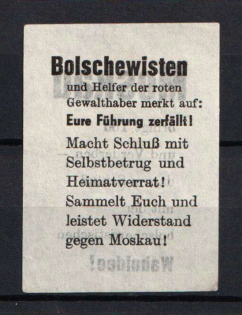 Bolschewisten
und Helfer der roten
Gewalthaber merkt auf:
Eure Führung zerfällt!
Macht Schluß mit
Selbstbetrug und
Heimatverrat!
Sammelt Euch und
leistet Widerstand
gegen Moskau!